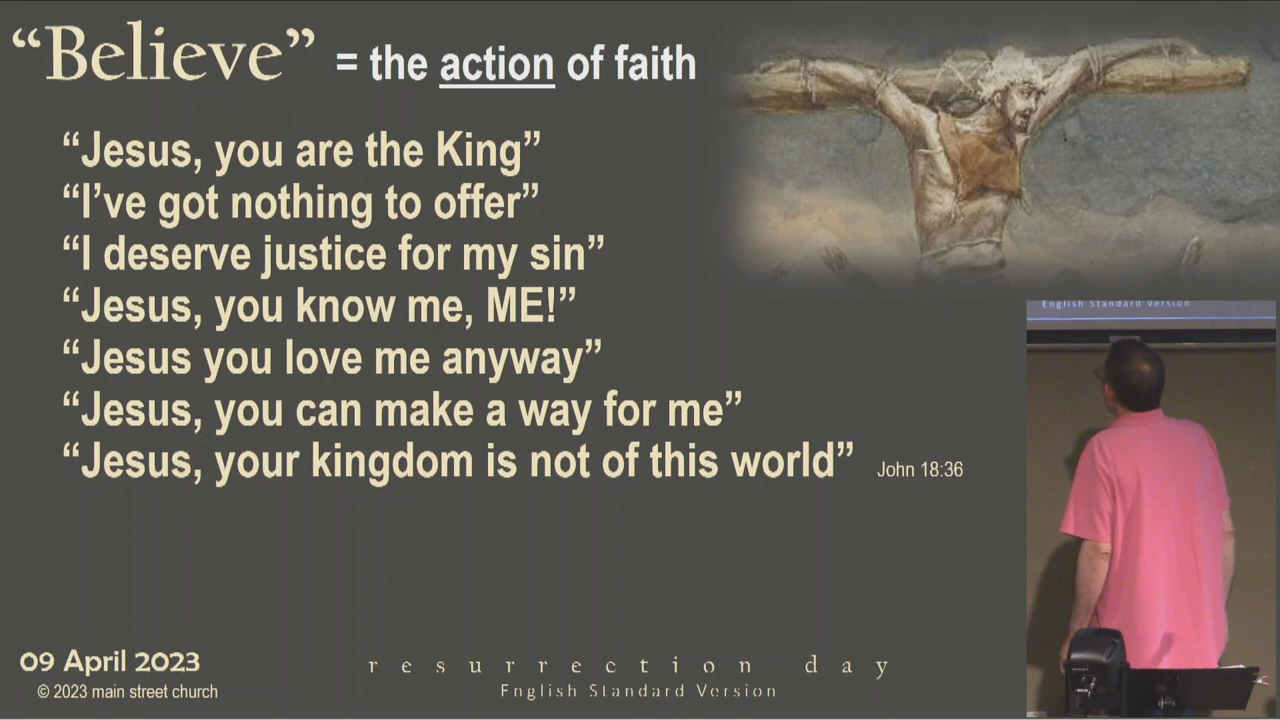 “Believe” = the action of faith
“Jesus, you are the King”
“I’ve got nothing to offer”
“I deserve justice for my sin”
“Jesus, you know me, ME!”
“Jesus you love me anyway”
“Jesus, you can make a way for me”
“Jesus, your kingdom is not of this world” John 18:36
English Standard Version
09 April 2023
© 2023 main street church
resurrection day
English Standard Version